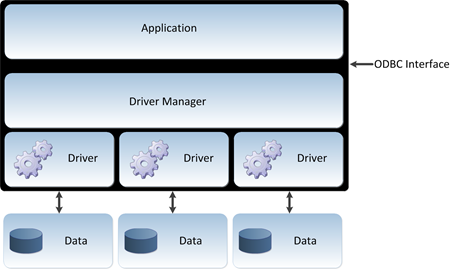 Application
ODBC Interface
Driver Manager
Driver
Driver
Driver
Data
Data
Data